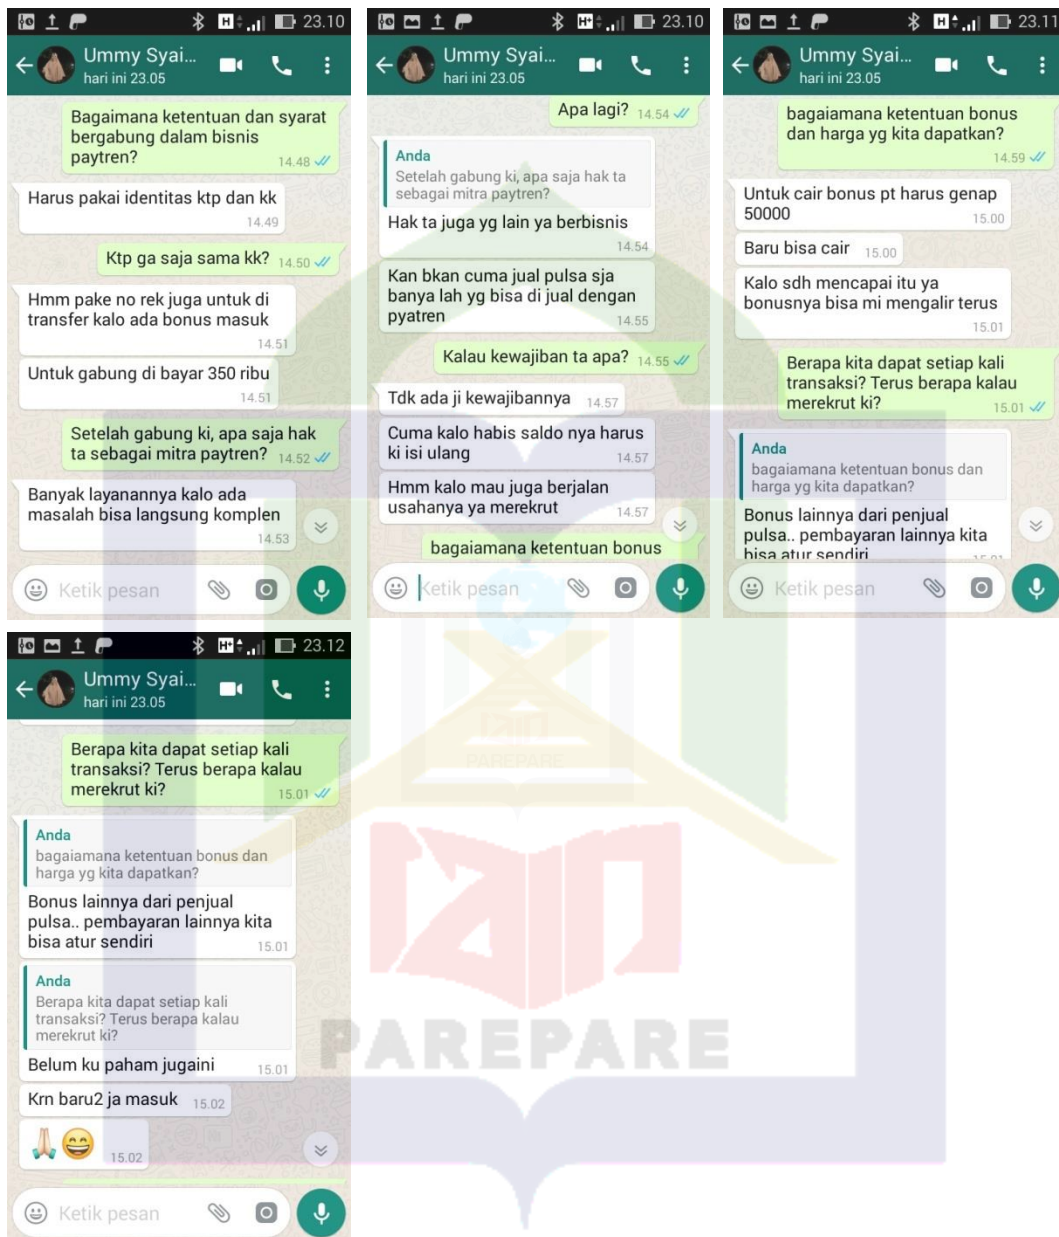 23.10
Ummy Syai...
hari ini 23.05
Bagaimana ketentuan dan syarat
bergabung dalam bisnis
paytren?
14.48
Harus pakai identitas ktp dan kk
14.49
Ktp ga saja sama kk? 14.50
Hmm pake no rek juga untuk di
transfer kalo ada bonus masuk
14.51
Untuk gabung di bayar 350 ribu
14.51
Setelah gabung ki, apa saja hak
ta sebagai mitra paytren? 14.52
Banyak layanannya kalo ada
masalah bisa langsung komplen
14.53
Ketik pesan
23.10
Ummy Syai...
hari ini 23.05
Apa lagi? 14.54
Anda
Setelah gabung ki, apa saja hak ta
sebagai mitra paytren?
Hak ta juga yg lain ya berbisnis
14.54
Kan bkan cuma jual pulsa sja
banya lah yg bisa di jual dengan
pyatren
14.55
Kalau kewajiban ta apa? 14.55
Tdk ada ji kewajibannya 14.57
Cuma kalo habis saldo nya harus
ki isi ulang
14.57
Hmm kalo mau juga berjalan
usahanya ya merekrut
14.57
bagaiamana ketentuan bonus
Ketik pesan
23.11
Ummy Syai...
hari ini 23.05
bagaiamana ketentuan bonus
dan harga yg kita dapatkan?
14.59
Untuk cair bonus pt harus genap
50000
15.00
Baru bisa cair 15.00
Kalo sdh mencapai itu ya
bonusnya bisa mi mengalir terus
15.01
Berapa kita dapat setiap kali
transaksi? Terus berapa kalau
merekrut ki?
15.01
Anda
bagaiamana ketentuan bonus dan
harga yg kita dapatkan?
Bonus lainnya dari penjual
pulsa.. pembayaran lainnya kita
bisa atur sendiri
15.01
Ketik pesan
23.12
Ummy Syai...
hari ini 23.05
Berapa kita dapat setiap kali
transaksi? Terus berapa kalau
merekrut ki?
15.01
Anda
bagaiamana ketentuan bonus dan
harga yg kita dapatkan?
Bonus lainnya dari penjual
pulsa.. pembayaran lainnya kita
bisa atur sendiri
15.01
Anda
Berapa kita dapat setiap kali
transaksi? Terus berapa kalau
merekrut ki?
Belum ku paham jugaini
15.01
Krn baru2 ja masuk 15.02
15.02
Ketik pesan
IAIN
PAREPARE
PAREPARE